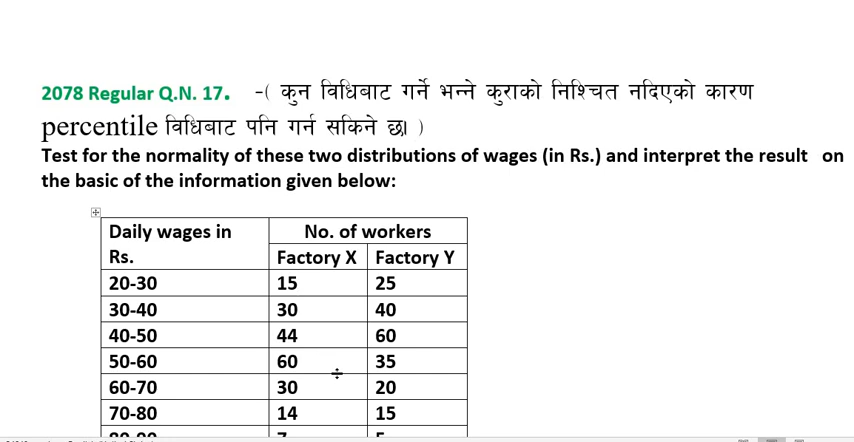 2078 Regular Q.N. 17. -( कुन विधिबाट गर्ने भन्ने कुराको निश्चित नदिएको कारण
percentile विधिबाट पनि गर्न सकिने छ। )
Test for the normality of these two distributions of wages (in Rs.) and interpret the result on
the basic of the information given below:
Daily wages in Rs. No. of workers
Factory X Factory Y
20-30 15 25
30-40 30 40
40-50 44 60
50-60 60 35
60-70 30 20
70-80 14 15